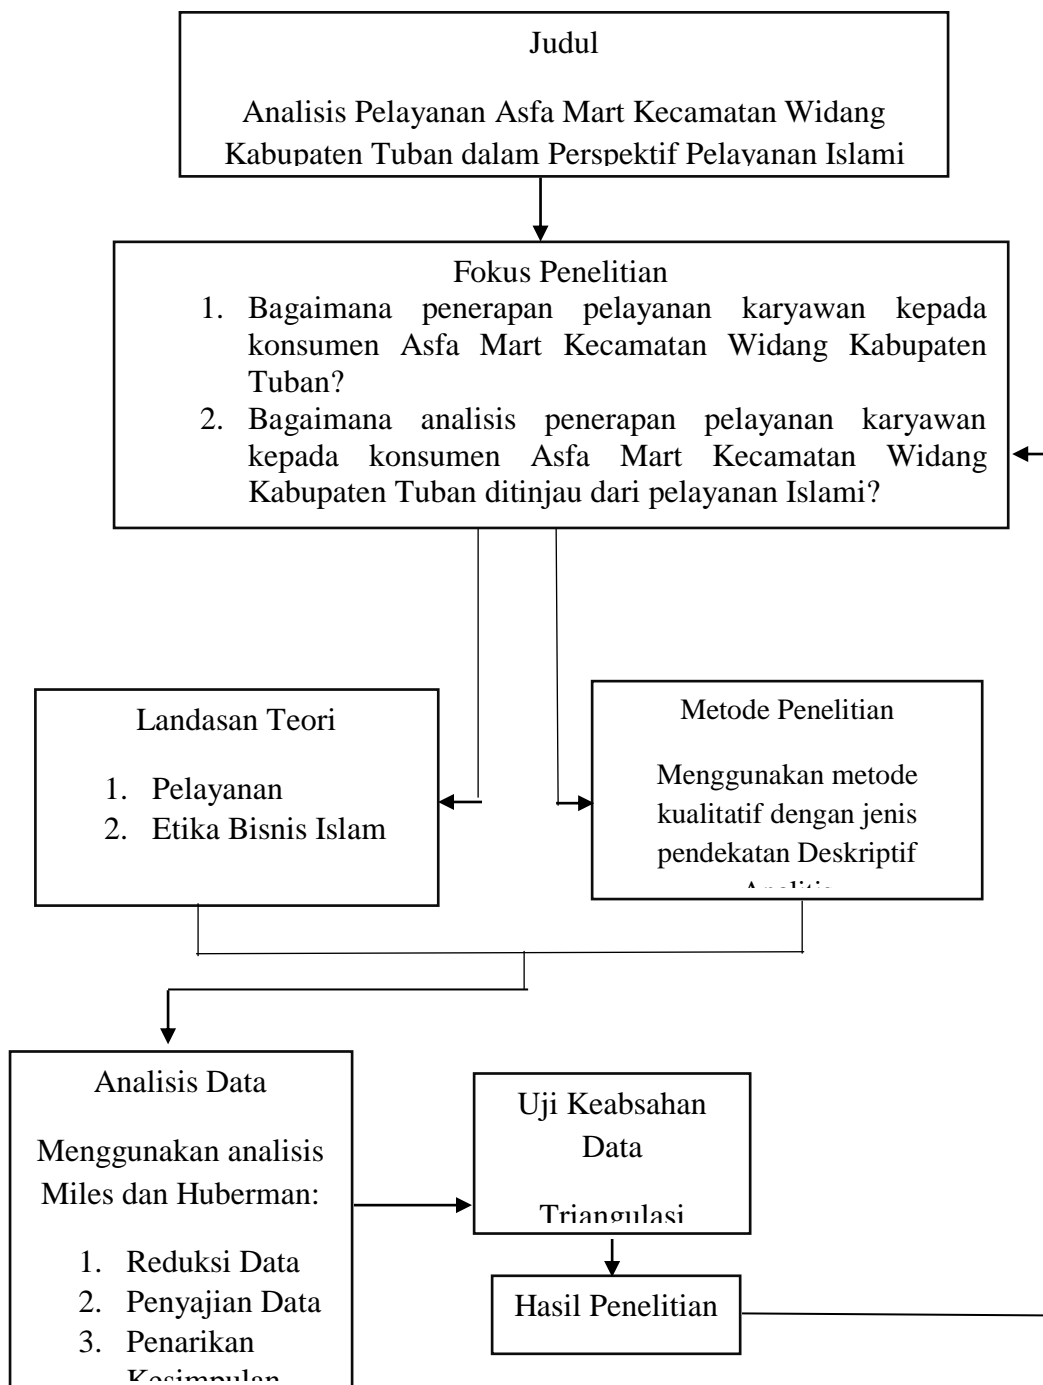 Judul
Analisis Pelayanan Asfa Mart Kecamatan Widang
Kabupaten Tuban dalam Perspektif Pelayanan Islami
Fokus Penelitian
1. Bagaimana penerapan pelayanan karyawan kepada
konsumen Asfa Mart Kecamatan Widang Kabupaten
Tuban?
2. Bagaimana analisis penerapan pelayanan karyawan
kepada konsumen Asfa Mart Kecamatan Widang
Kabupaten Tuban ditinjau dari pelayanan Islami?
Landasan Teori
1. Pelayanan
2. Etika Bisnis Islam
Metode Penelitian
Menggunakan metode
kualitatif dengan jenis
pendekatan Deskriptif
Analisis Data
Menggunakan analisis
Miles dan Huberman:
1. Reduksi Data
2. Penyajian Data
3. Penarikan
Kesimpulan
Uji Keabsahan
Data
Triangulasi
Hasil Penelitian